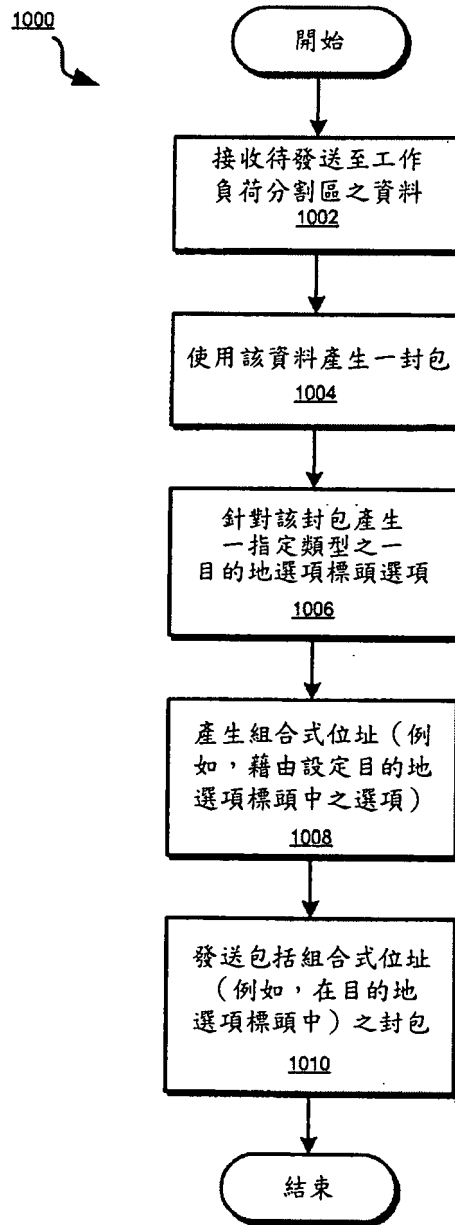 1000
開始
接收待發送至工作
負荷分割區之資料
1002
使用該資料產生一封包
1004
針對該封包產生
一指定類型之一
目的地選項標頭選項
1006
產生組合式位址（例
如，藉由設定目的地
選項標頭中之選項）
1008
發送包括組合式位址
（例如，在目的地
選項標頭中）之封包
1010
結束